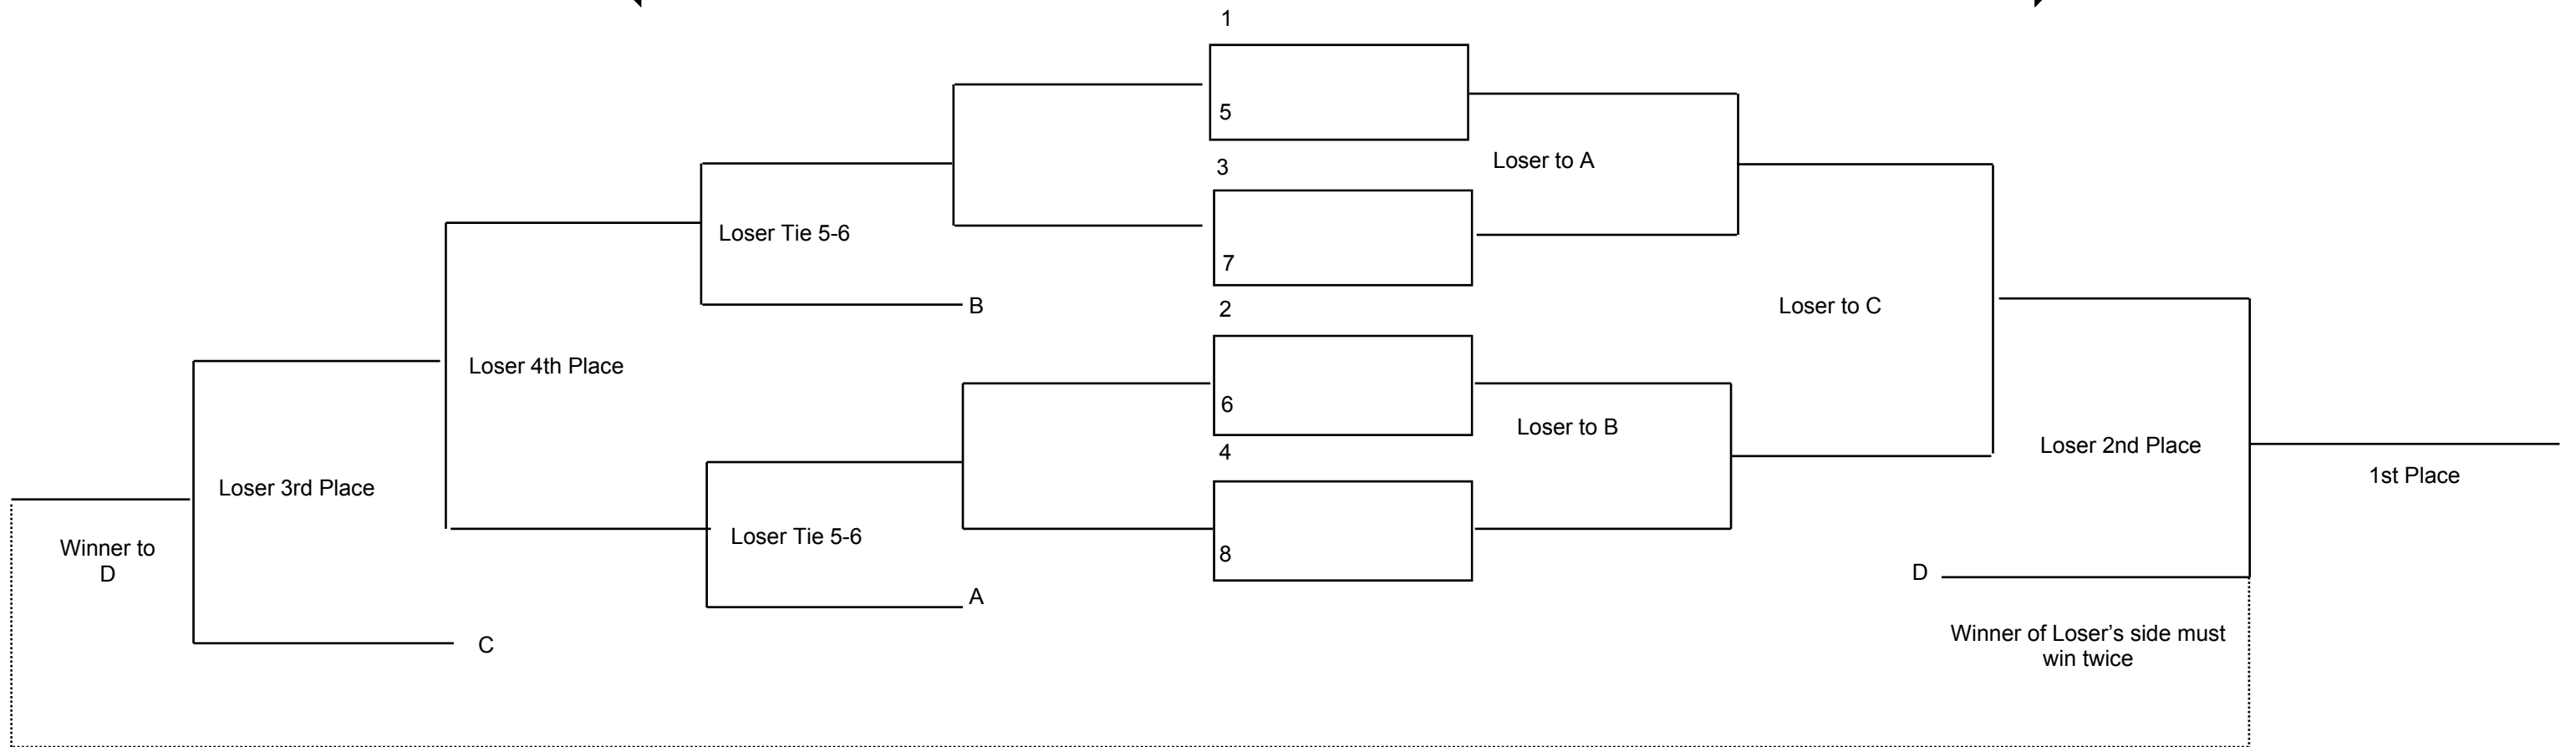 1
5
Loser to A
3
Loser Tie 5-6
7
B
2
Loser to C
Loser 4th Place
6
Loser to B
4
Loser 2nd Place
1st Place
Loser 3rd Place
Loser Tie 5-6
Winner to
D
8
D
A
C
Winner of Loser’s side must
win twice